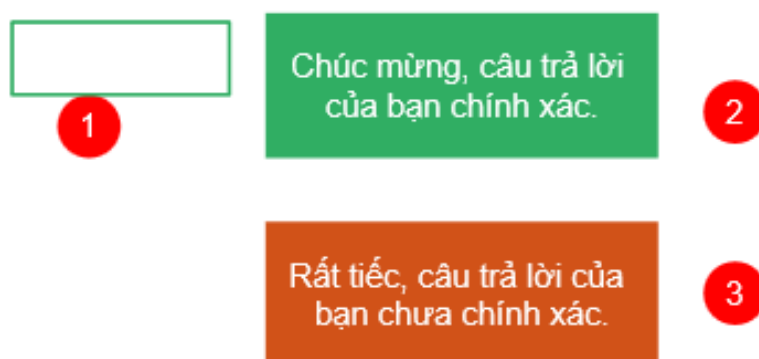 1
Chúc mừng, câu trả lời
của bạn chính xác.
2
Rất tiếc, câu trả lời của
bạn chưa chính xác.
3